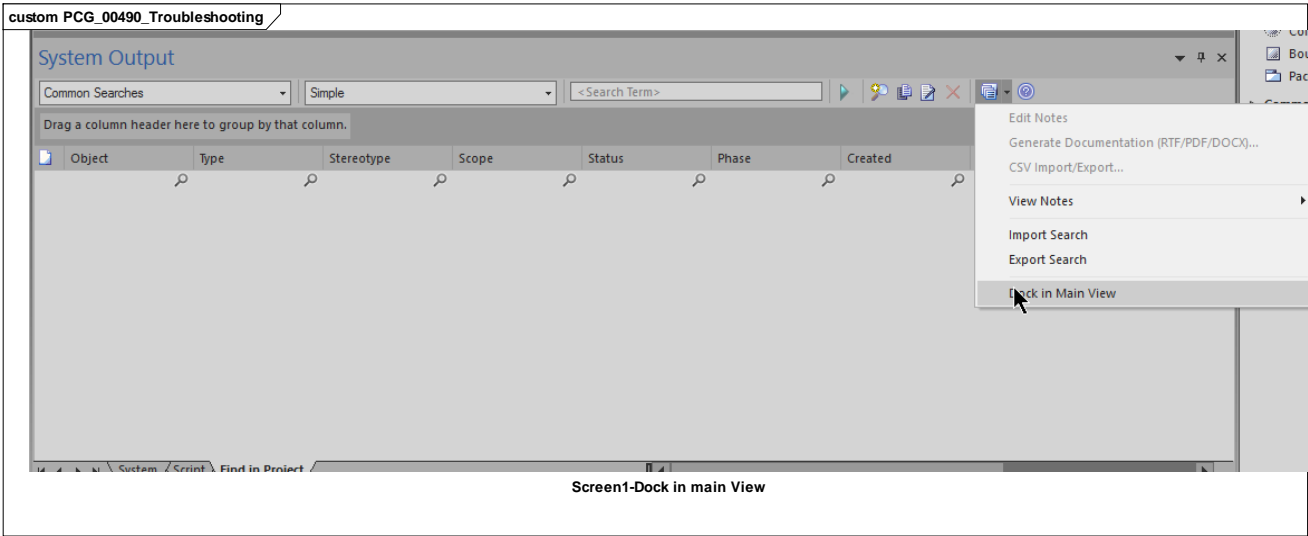 custom PCG_00490_Troubleshooting
System Output
Common Searches
Simple
<Search Term>
Drag a column header here to group by that column.
Object Type Stereotype Scope Status Phase Created
Bou
Pac
Edit Notes
Generate Documentation (RTF/PDF/DOCX)...
CSV Import/Export...
View Notes
Import Search
Export Search
Dock in Main View
System Script Find in Project
Screen1-Dock in main View